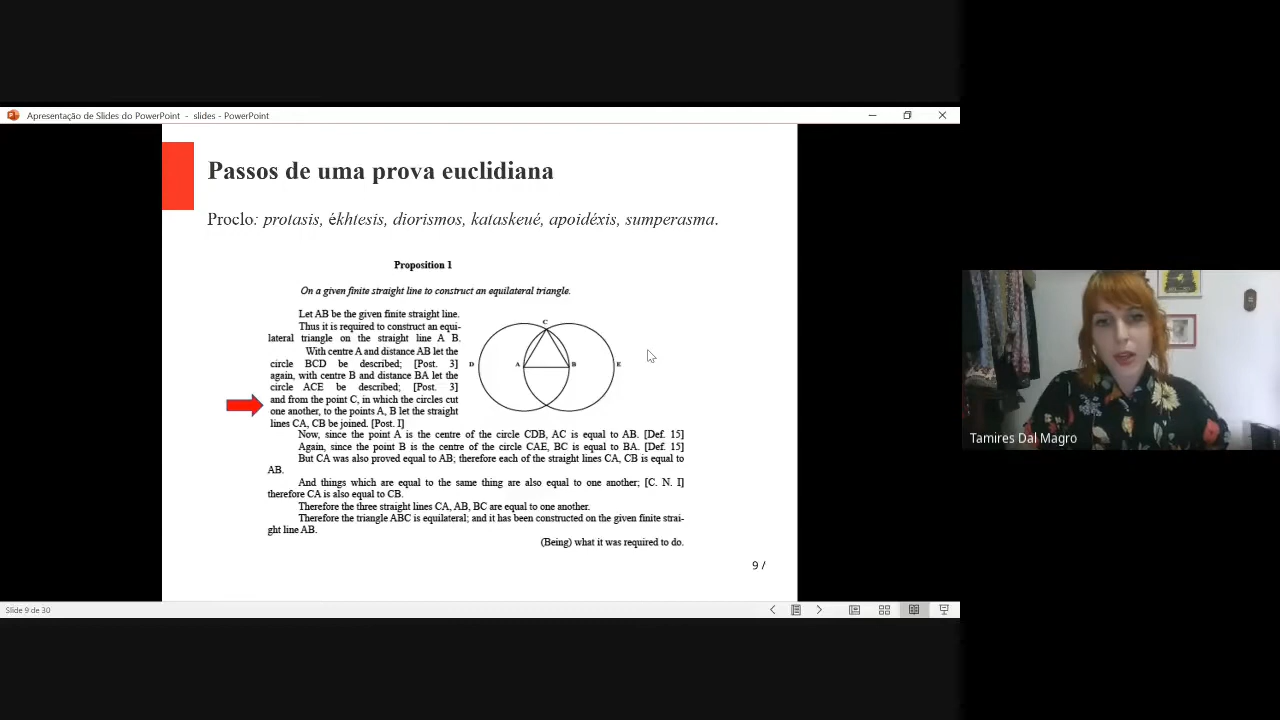 Apresentação de Slides do PowerPoint - slides - PowerPoint
Passos de uma prova euclidiana
Proclo: protasis, ékhtesis, diorismos, kataskeué, apoidéxis, sumperasma.
Proposition 1
On a given finite straight line to construct an equilateral triangle.
Let AB be the given finite straight line.
Thus it is required to construct an equi-
lateral triangle on the straight line A B.
With centre A and distance AB let the
circle BCD be described; [Post. 3]
again, with centre B and distance BA let the
circle ACE be described; [Post. 3]
and from the point C, in which the circles cut
one another, to the points A, B let the straight
lines CA, CB be joined. [Post. I]
C
D
A
B
E
Now, since the point A is the centre of the circle CDB, AC is equal to AB. [Def. 15]
Again, since the point B is the centre of the circle CAE, BC is equal to BA. [Def. 15]
But CA was also proved equal to AB; therefore each of the straight lines CA, CB is equal to
AB.
And things which are equal to the same thing are also equal to one another; [C. N. I]
therefore CA is also equal to CB.
Therefore the three straight lines CA, AB, BC are equal to one another.
Therefore the triangle ABC is equilateral; and it has been constructed on the given finite strai-
ght line AB.
(Being) what it was required to do.
9 /
Slide 9 de 30
Tamires Dal Magro